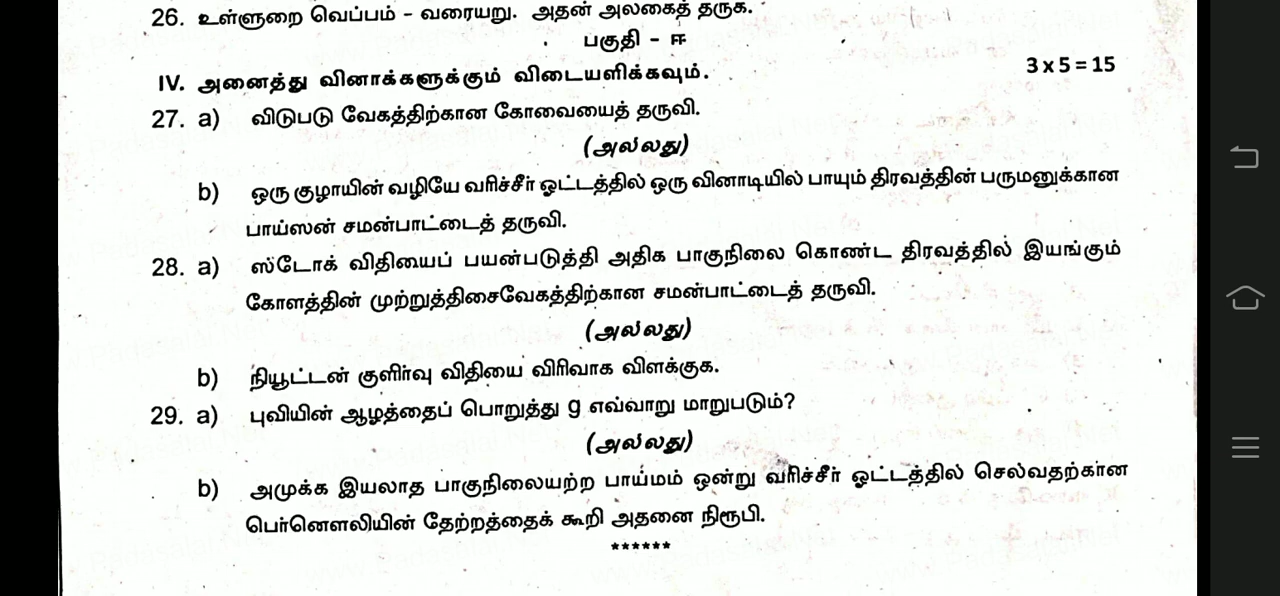 26. உள்ளுறை வெப்பம் - வரையறு. அதன் அலகைத் தருக.
பகுதி - ஈ
IV. அனைத்து வினாக்களுக்கும் விடையளிக்கவும். 3 x 5 = 15
27. a) விடுபடு வேகத்திற்கான கோவையைத் தருவி.
(அல்லது)
b) ஒரு குழாயின் வழியே வரிச்சீர் ஓட்டத்தில் ஒரு வினாடியில் பாயும் திரவத்தின் பருமனுக்கான
பாய்ஸன் சமன்பாட்டைத் தருவி.
28. a) ஸ்டோக் விதியைப் பயன்படுத்தி அதிக பாகுநிலை கொண்ட திரவத்தில் இயங்கும்
கோளத்தின் முற்றுத்திசைவேகத்திற்கான சமன்பாட்டைத் தருவி.
(அல்லது)
b) நியூட்டன் குளிர்வு விதியை விரிவாக விளக்குக.
29. a) புவியின் ஆழத்தைப் பொறுத்து g எவ்வாறு மாறுபடும்?
(அல்லது)
b) அமுக்க இயலாத பாகுநிலையற்ற பாய்மம் ஒன்று வரிச்சீர் ஓட்டத்தில் செல்வதற்கான
பெர்னௌலியின் தேற்றத்தைக் கூறி அதனை நிரூபி.
******